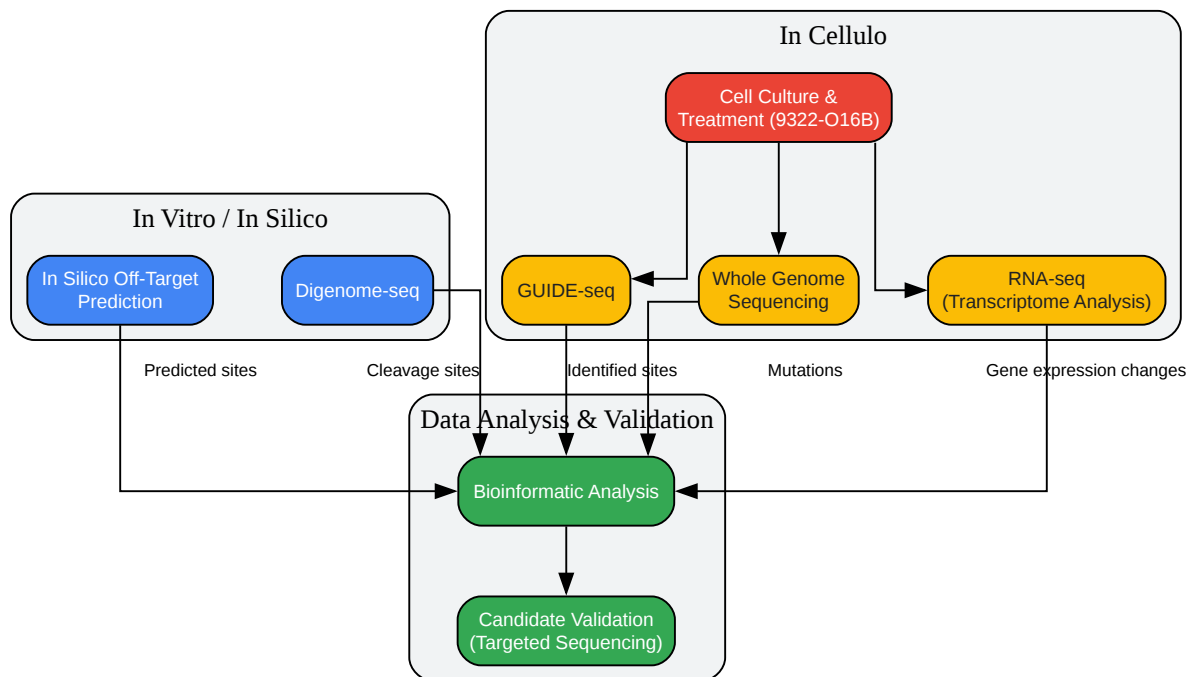 In Cellulo
Cell Culture &
Treatment (9322-O16B)
In Vitro / In Silico
In Silico Off-Target
Prediction
Digenome-seq
GUIDE-seq
Whole Genome
Sequencing
RNA-seq
(Transcriptome Analysis)
Predicted sites
Cleavage sites
Identified sites
Mutations
Gene expression changes
Data Analysis & Validation
Bioinformatic Analysis
Candidate Validation
(Targeted Sequencing)